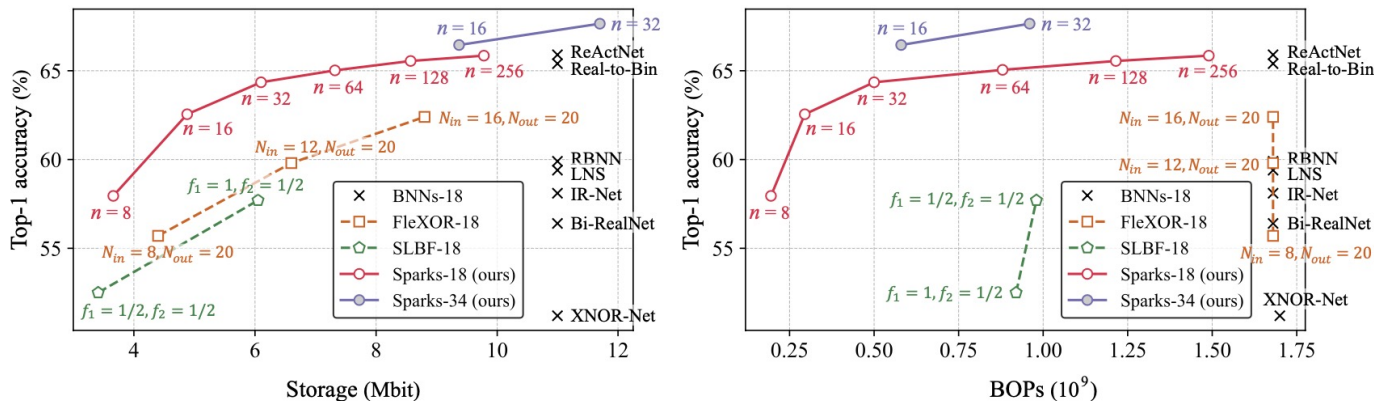 Top-1 accuracy (%)
65
60
55
n = 16
n = 32
n = 8
n = 16
n = 32
n = 64
n = 128
n = 256
ReActNet
Real-to-Bin
N_in = 16, N_out = 20
N_in = 12, N_out = 20
N_in = 8, N_out = 20
f_1 = 1, f_2 = 1/2
f_1 = 1/2, f_2 = 1/2
RBNN
LNS
IR-Net
Bi-RealNet
XNOR-Net
BNNs-18
FleXOR-18
SLBF-18
Sparks-18 (ours)
Sparks-34 (ours)
4 6 8 10 12
Storage (Mbit)
Top-1 accuracy (%)
65
60
55
n = 16
n = 32
n = 8
n = 16
n = 32
n = 64
n = 128
n = 256
ReActNet
Real-to-Bin
N_in = 16, N_out = 20
N_in = 12, N_out = 20
N_in = 8, N_out = 20
f_1 = 1/2, f_2 = 1/2
f_1 = 1, f_2 = 1/2
RBNN
LNS
IR-Net
Bi-RealNet
XNOR-Net
BNNs-18
FleXOR-18
SLBF-18
Sparks-18 (ours)
Sparks-34 (ours)
0.25 0.50 0.75 1.00 1.25 1.50 1.75
BOPs (10^9)